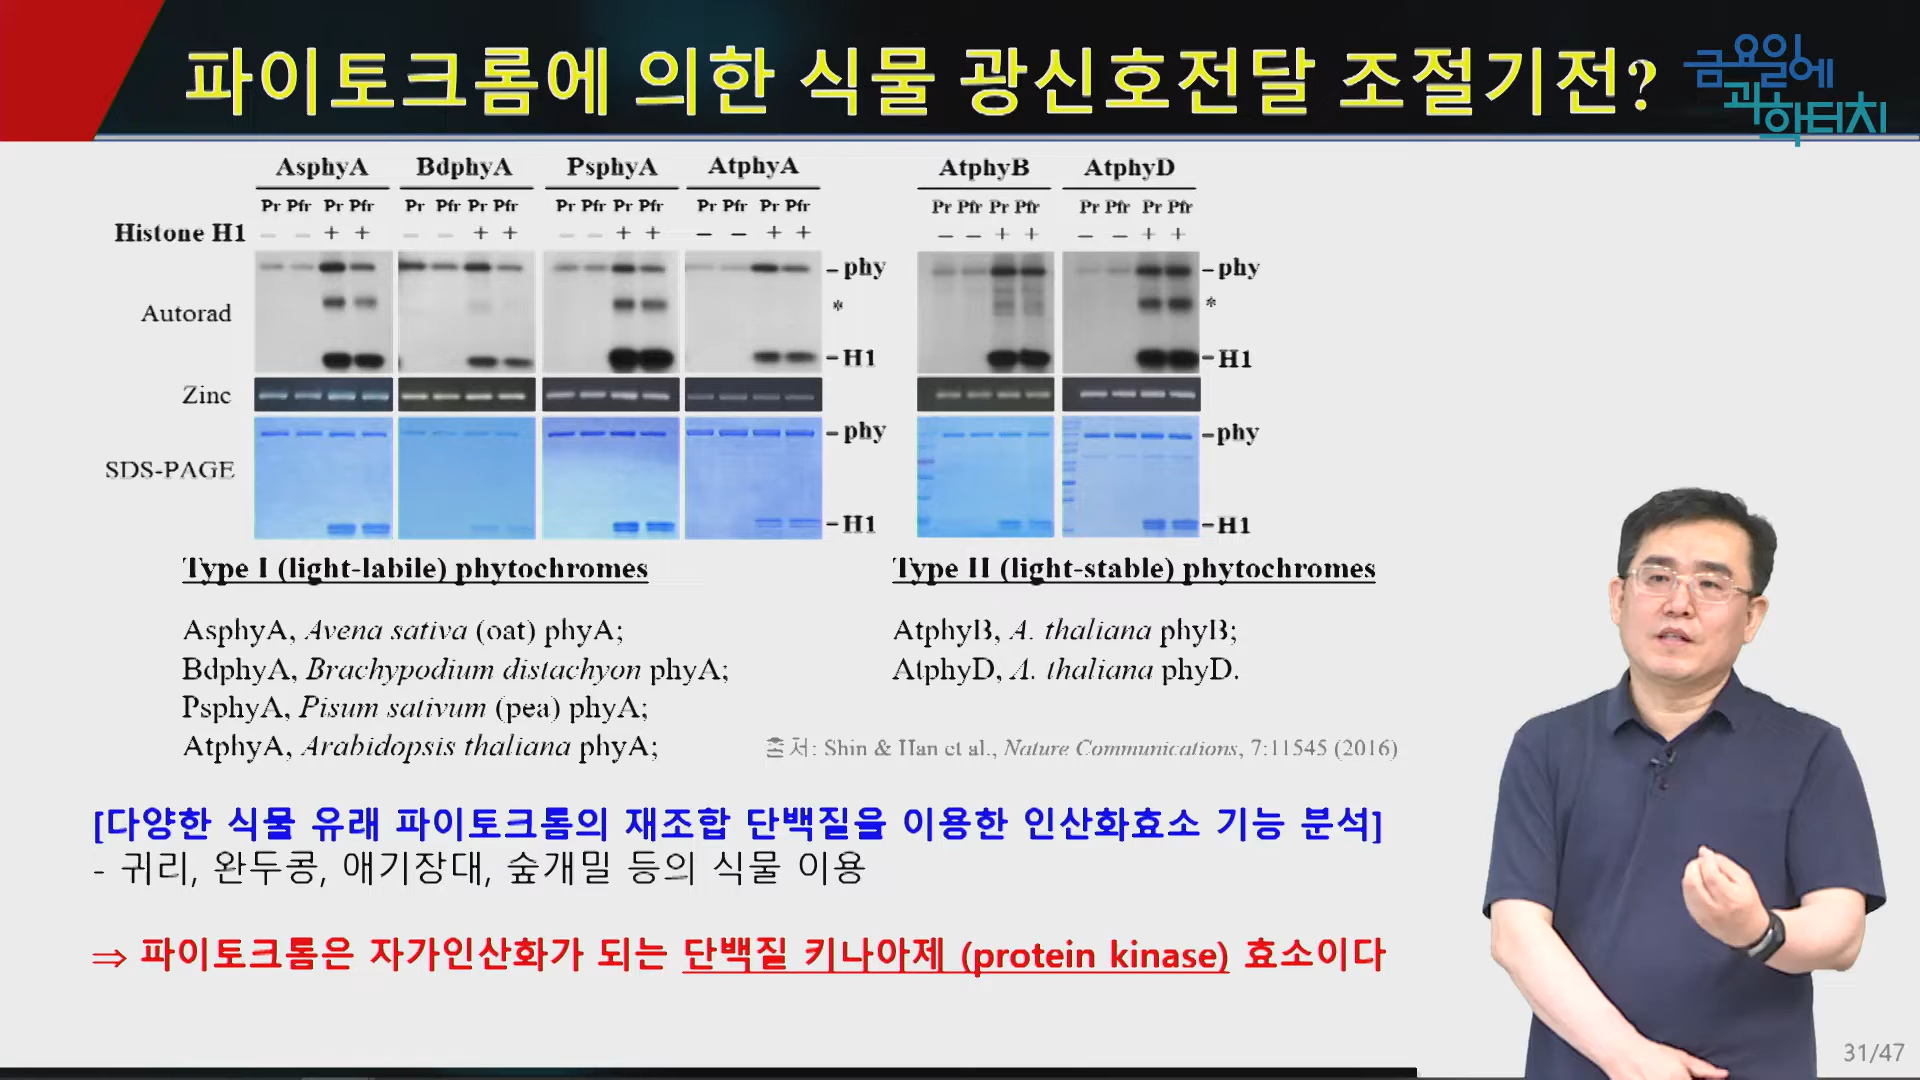 파이토크롬에 의한 식물 광신호전달 조절기전?
금요일에
과학터치
AsphyA BdphyA PsphyA AtphyA AtphyB AtphyD
Pr Pfr Pr Pfr Pr Pfr Pr Pfr Pr Pfr Pr Pfr Pr Pfr Pr Pfr Pr Pfr Pr Pfr Pr Pfr Pr Pfr
Histone H1 – – + + – – + + – – + + – – + + – – + + – – + +
–phy –phy
Autorad * *
–H1 –H1
Zinc
–phy –phy
SDS-PAGE
–H1 –H1
Type I (light-labile) phytochromes Type II (light-stable) phytochromes
AsphyA, Avena sativa (oat) phyA; AtphyB, A. thaliana phyB;
BdphyA, Brachypodium distachyon phyA; AtphyD, A. thaliana phyD.
PsphyA, Pisum sativum (pea) phyA;
AtphyA, Arabidopsis thaliana phyA; 출처: Shin & Han et al., Nature Communications, 7:11545 (2016)
[다양한 식물 유래 파이토크롬의 재조합 단백질을 이용한 인산화효소 기능 분석]
- 귀리, 완두콩, 애기장대, 숲개밀 등의 식물 이용
⇒ 파이토크롬은 자가인산화가 되는 단백질 키나아제 (protein kinase) 효소이다
31/47